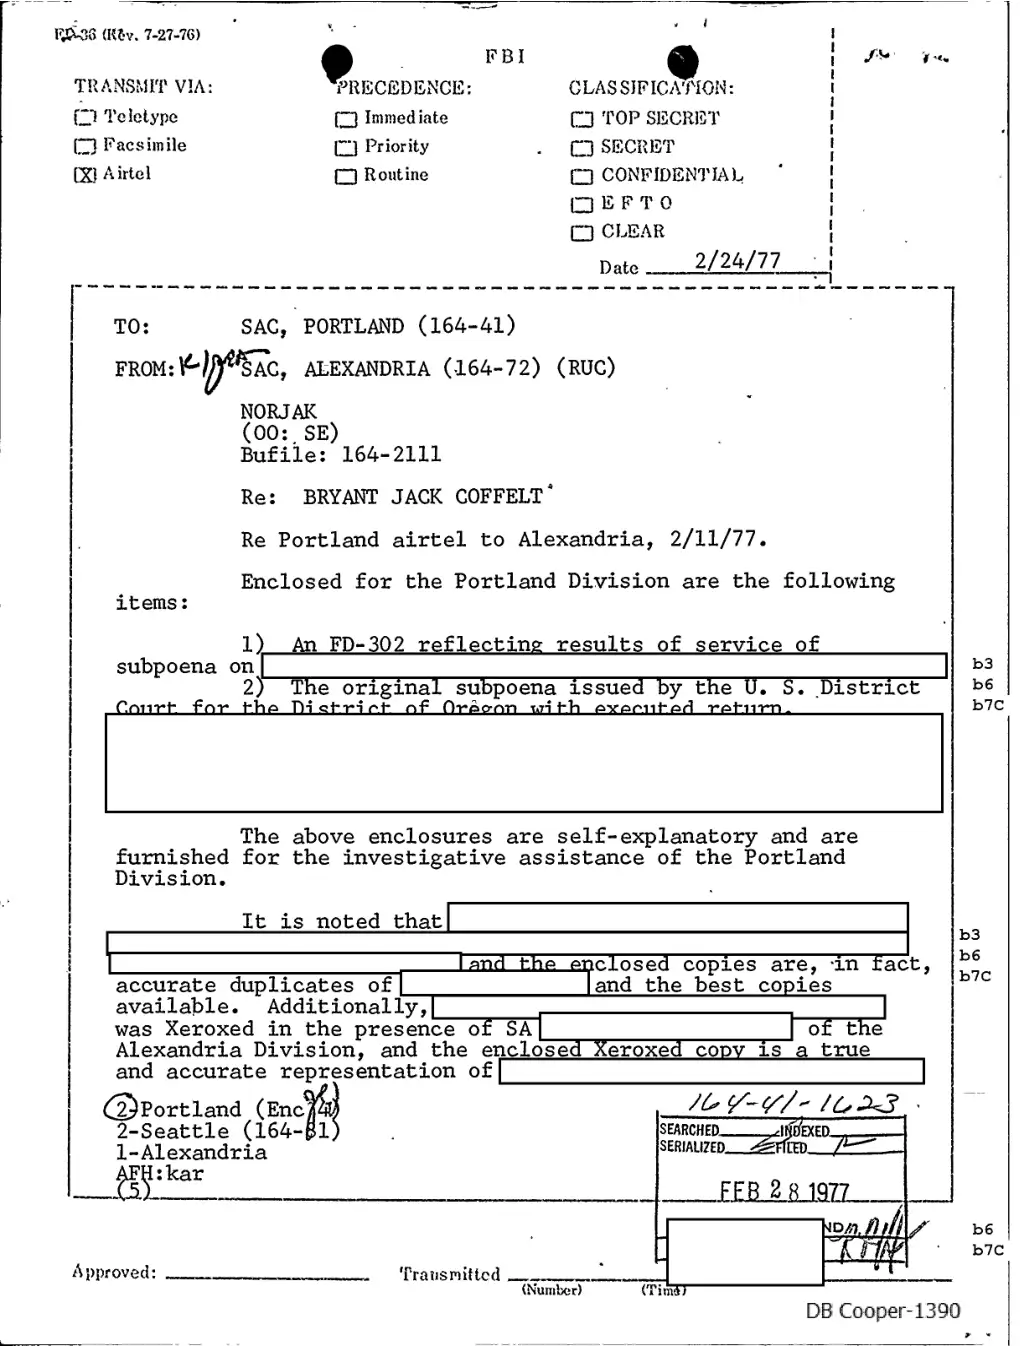 FD-36 (Rev. 7-27-76)
FBI
TRANSMIT VIA:
Teletype
Facsimile
[X] Airtel
PRECEDENCE:
Immediate
Priority
Routine
CLASSIFICATION:
TOP SECRET
SECRET
CONFIDENTIAL
E F T O
CLEAR
Date 2/24/77
TO: SAC, PORTLAND (164-41)
FROM: SAC, ALEXANDRIA (164-72) (RUC)
NORJAK
(OO: SE)
Bufile: 164-2111
Re: BRYANT JACK COFFELT
Re Portland airtel to Alexandria, 2/11/77.
Enclosed for the Portland Division are the following
items:
1) An FD-302 reflecting results of service of
subpoena on
b3
2) The original subpoena issued by the U. S. District
b6
Court for the District of Oregon with executed return.
b7C
The above enclosures are self-explanatory and are
furnished for the investigative assistance of the Portland
Division.
It is noted that
b3
b6
and the enclosed copies are, in fact,
b7C
accurate duplicates of and the best copies
available. Additionally,
was Xeroxed in the presence of SA of the
Alexandria Division, and the enclosed Xeroxed copy is a true
and accurate representation of
2-Portland (Enc. 4)
2-Seattle (164-81)
1-Alexandria
AFH:kar
(5)
164-41-1623
SEARCHED INDEXED
SERIALIZED FILED
FEB 28 1977
b6
b7C
Approved: Transmitted
(Number) (Time)
DB Cooper-1390